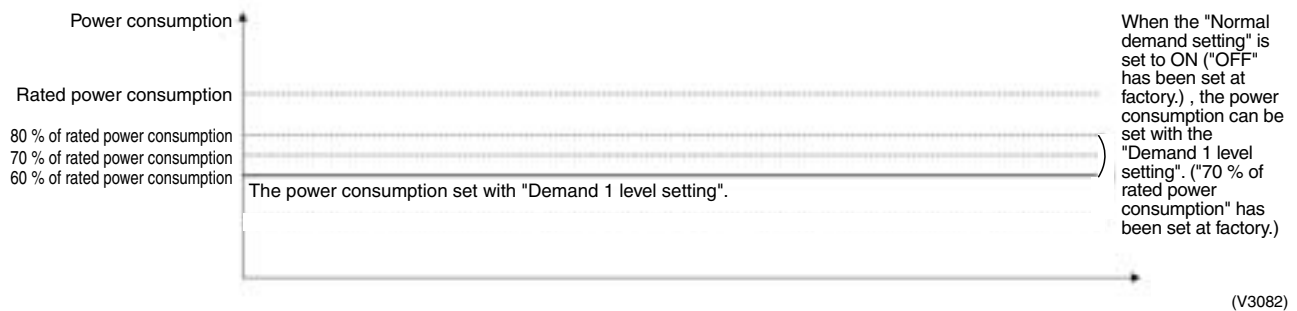 Power consumption
Rated power consumption
80 % of rated power consumption
70 % of rated power consumption
60 % of rated power consumption
The power consumption set with "Demand 1 level setting".
When the "Normal
demand setting" is
set to ON ("OFF"
has been set at
factory.) , the power
consumption can be
set with the
"Demand 1 level
setting". ("70 % of
rated power
consumption" has
been set at factory.)
(V3082)